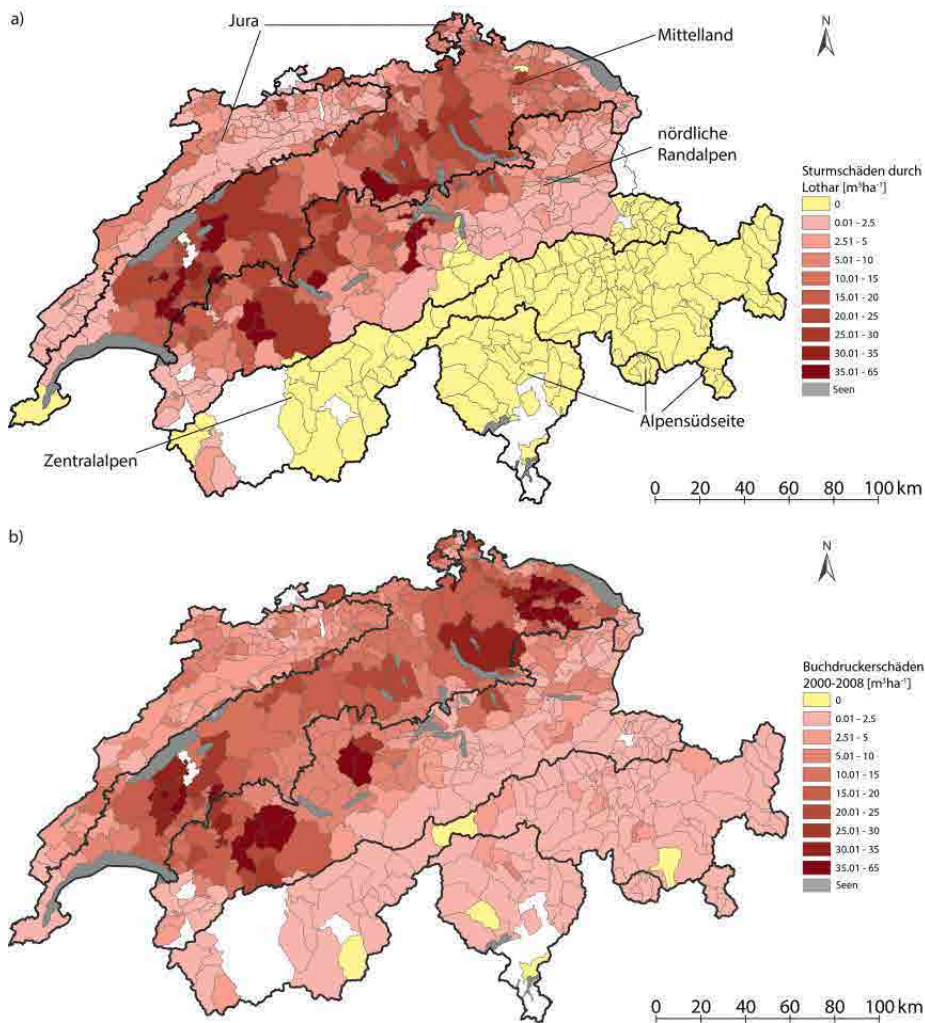 a)
Jura
N
Mittelland
nördliche
Randalpen
Sturmschäden durch
Lothar [m³ha⁻¹]
0
0.01 - 2.5
2.51 - 5
5.01 - 10
10.01 - 15
15.01 - 20
20.01 - 25
25.01 - 30
30.01 - 35
35.01 - 65
Seen
Alpensüdseite
Zentralalpen
0 20 40 60 80 100 km
b)
N
Buchdruckerschäden
2000-2008 [m³ha⁻¹]
0
0.01 - 2.5
2.51 - 5
5.01 - 10
10.01 - 15
15.01 - 20
20.01 - 25
25.01 - 30
30.01 - 35
35.01 - 65
Seen
0 20 40 60 80 100 km